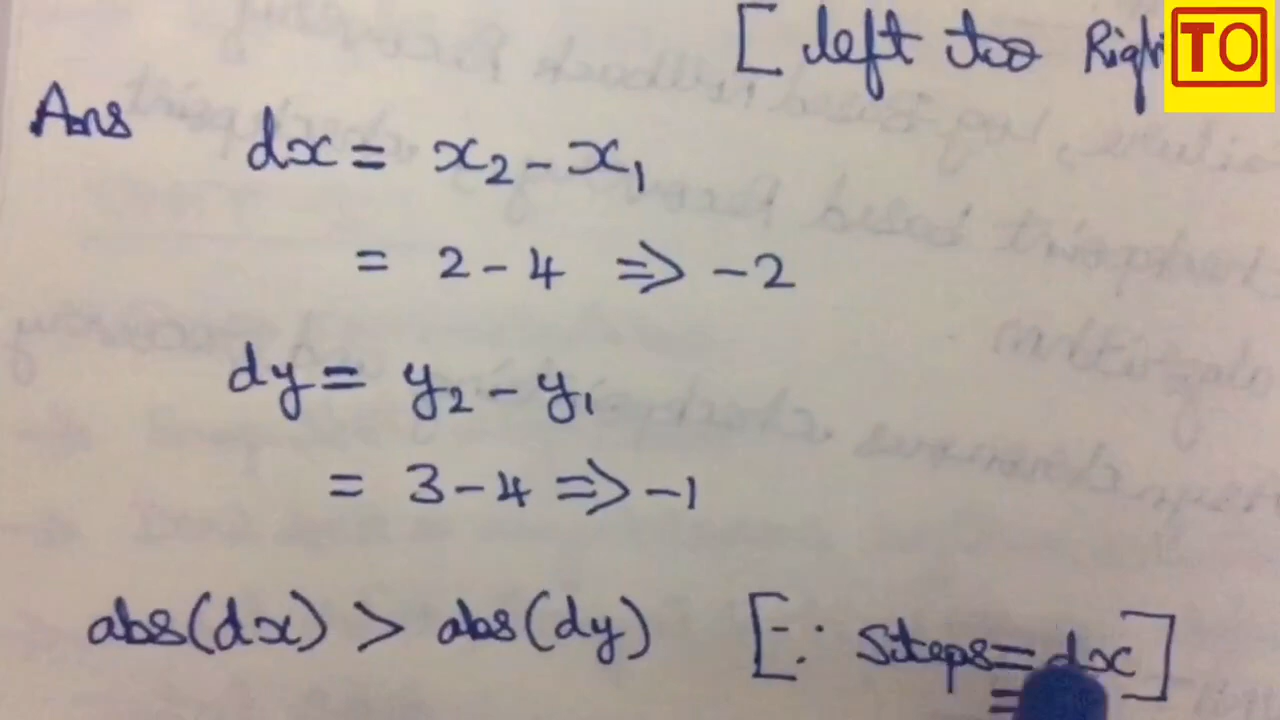 [ left too Righ
TO
Ans
dx = x₂ - x₁
= 2 - 4 ⇒ -2
dy = y₂ - y₁
= 3 - 4 ⇒ -1
abs(dx) > abs(dy) [∵ Steps = dx]